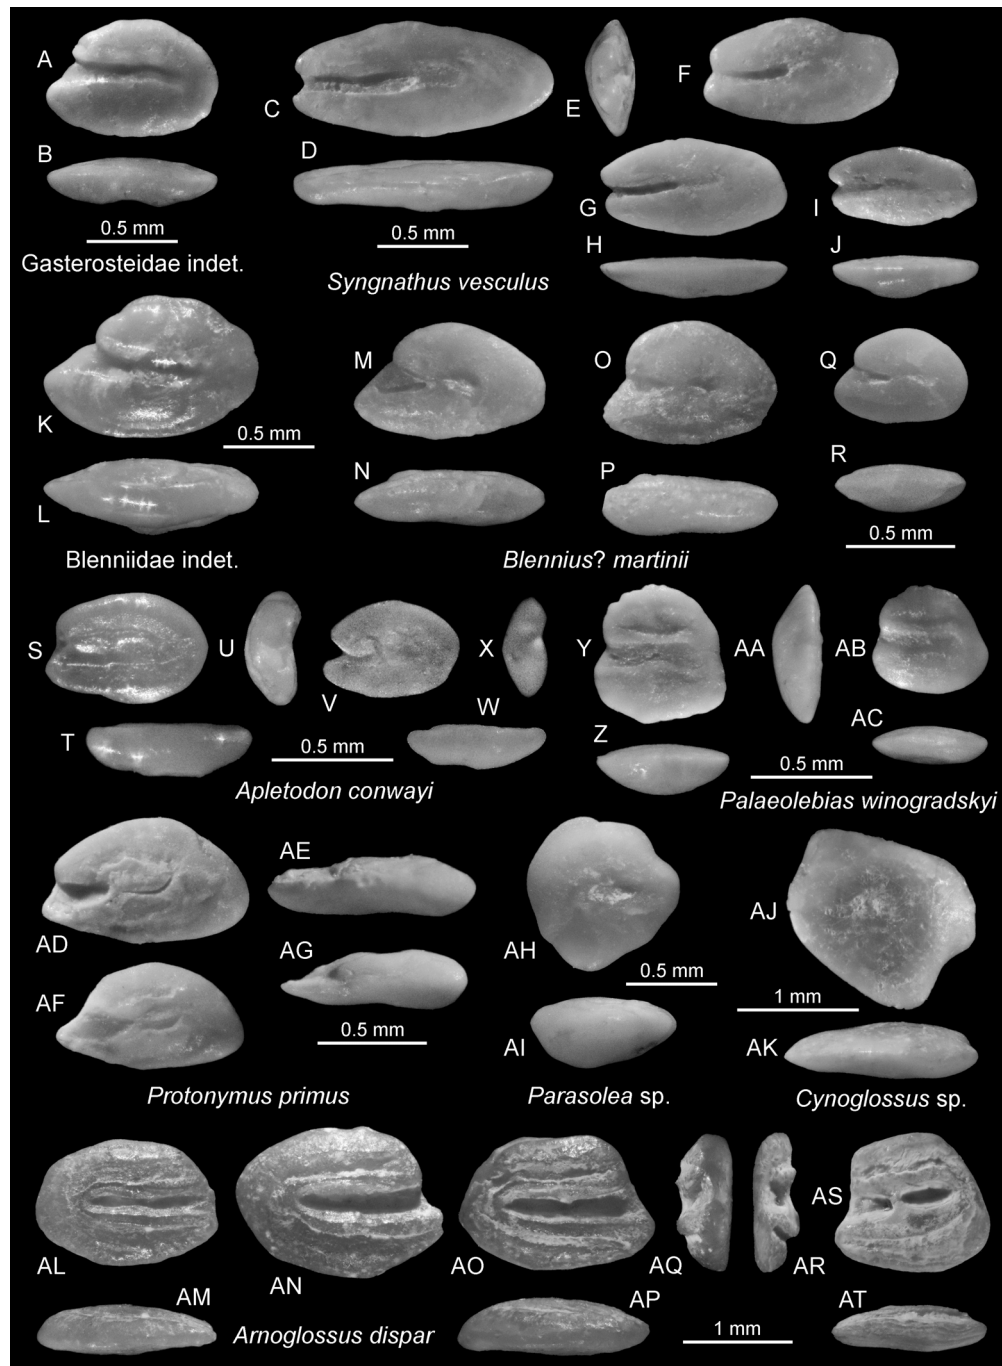 A
C
E
F
B
D
G
I
0.5 mm
0.5 mm
H
J
Gasterosteidae indet.
Syngnathus vesculus
K
M
O
Q
0.5 mm
L
N
P
R
0.5 mm
Blenniidae indet.
Blennius? martinii
S
U
V
X
Y
AA
AB
T
W
Z
AC
0.5 mm
0.5 mm
Apletodon conwayi
Palaeolebias winogradskyi
AD
AE
AH
AJ
AF
AG
0.5 mm
1 mm
0.5 mm
AI
AK
Protonymus primus
Parasolea sp.
Cynoglossus sp.
AL
AN
AO
AQ
AR
AS
AM
AP
AT
Arnoglossus dispar
1 mm